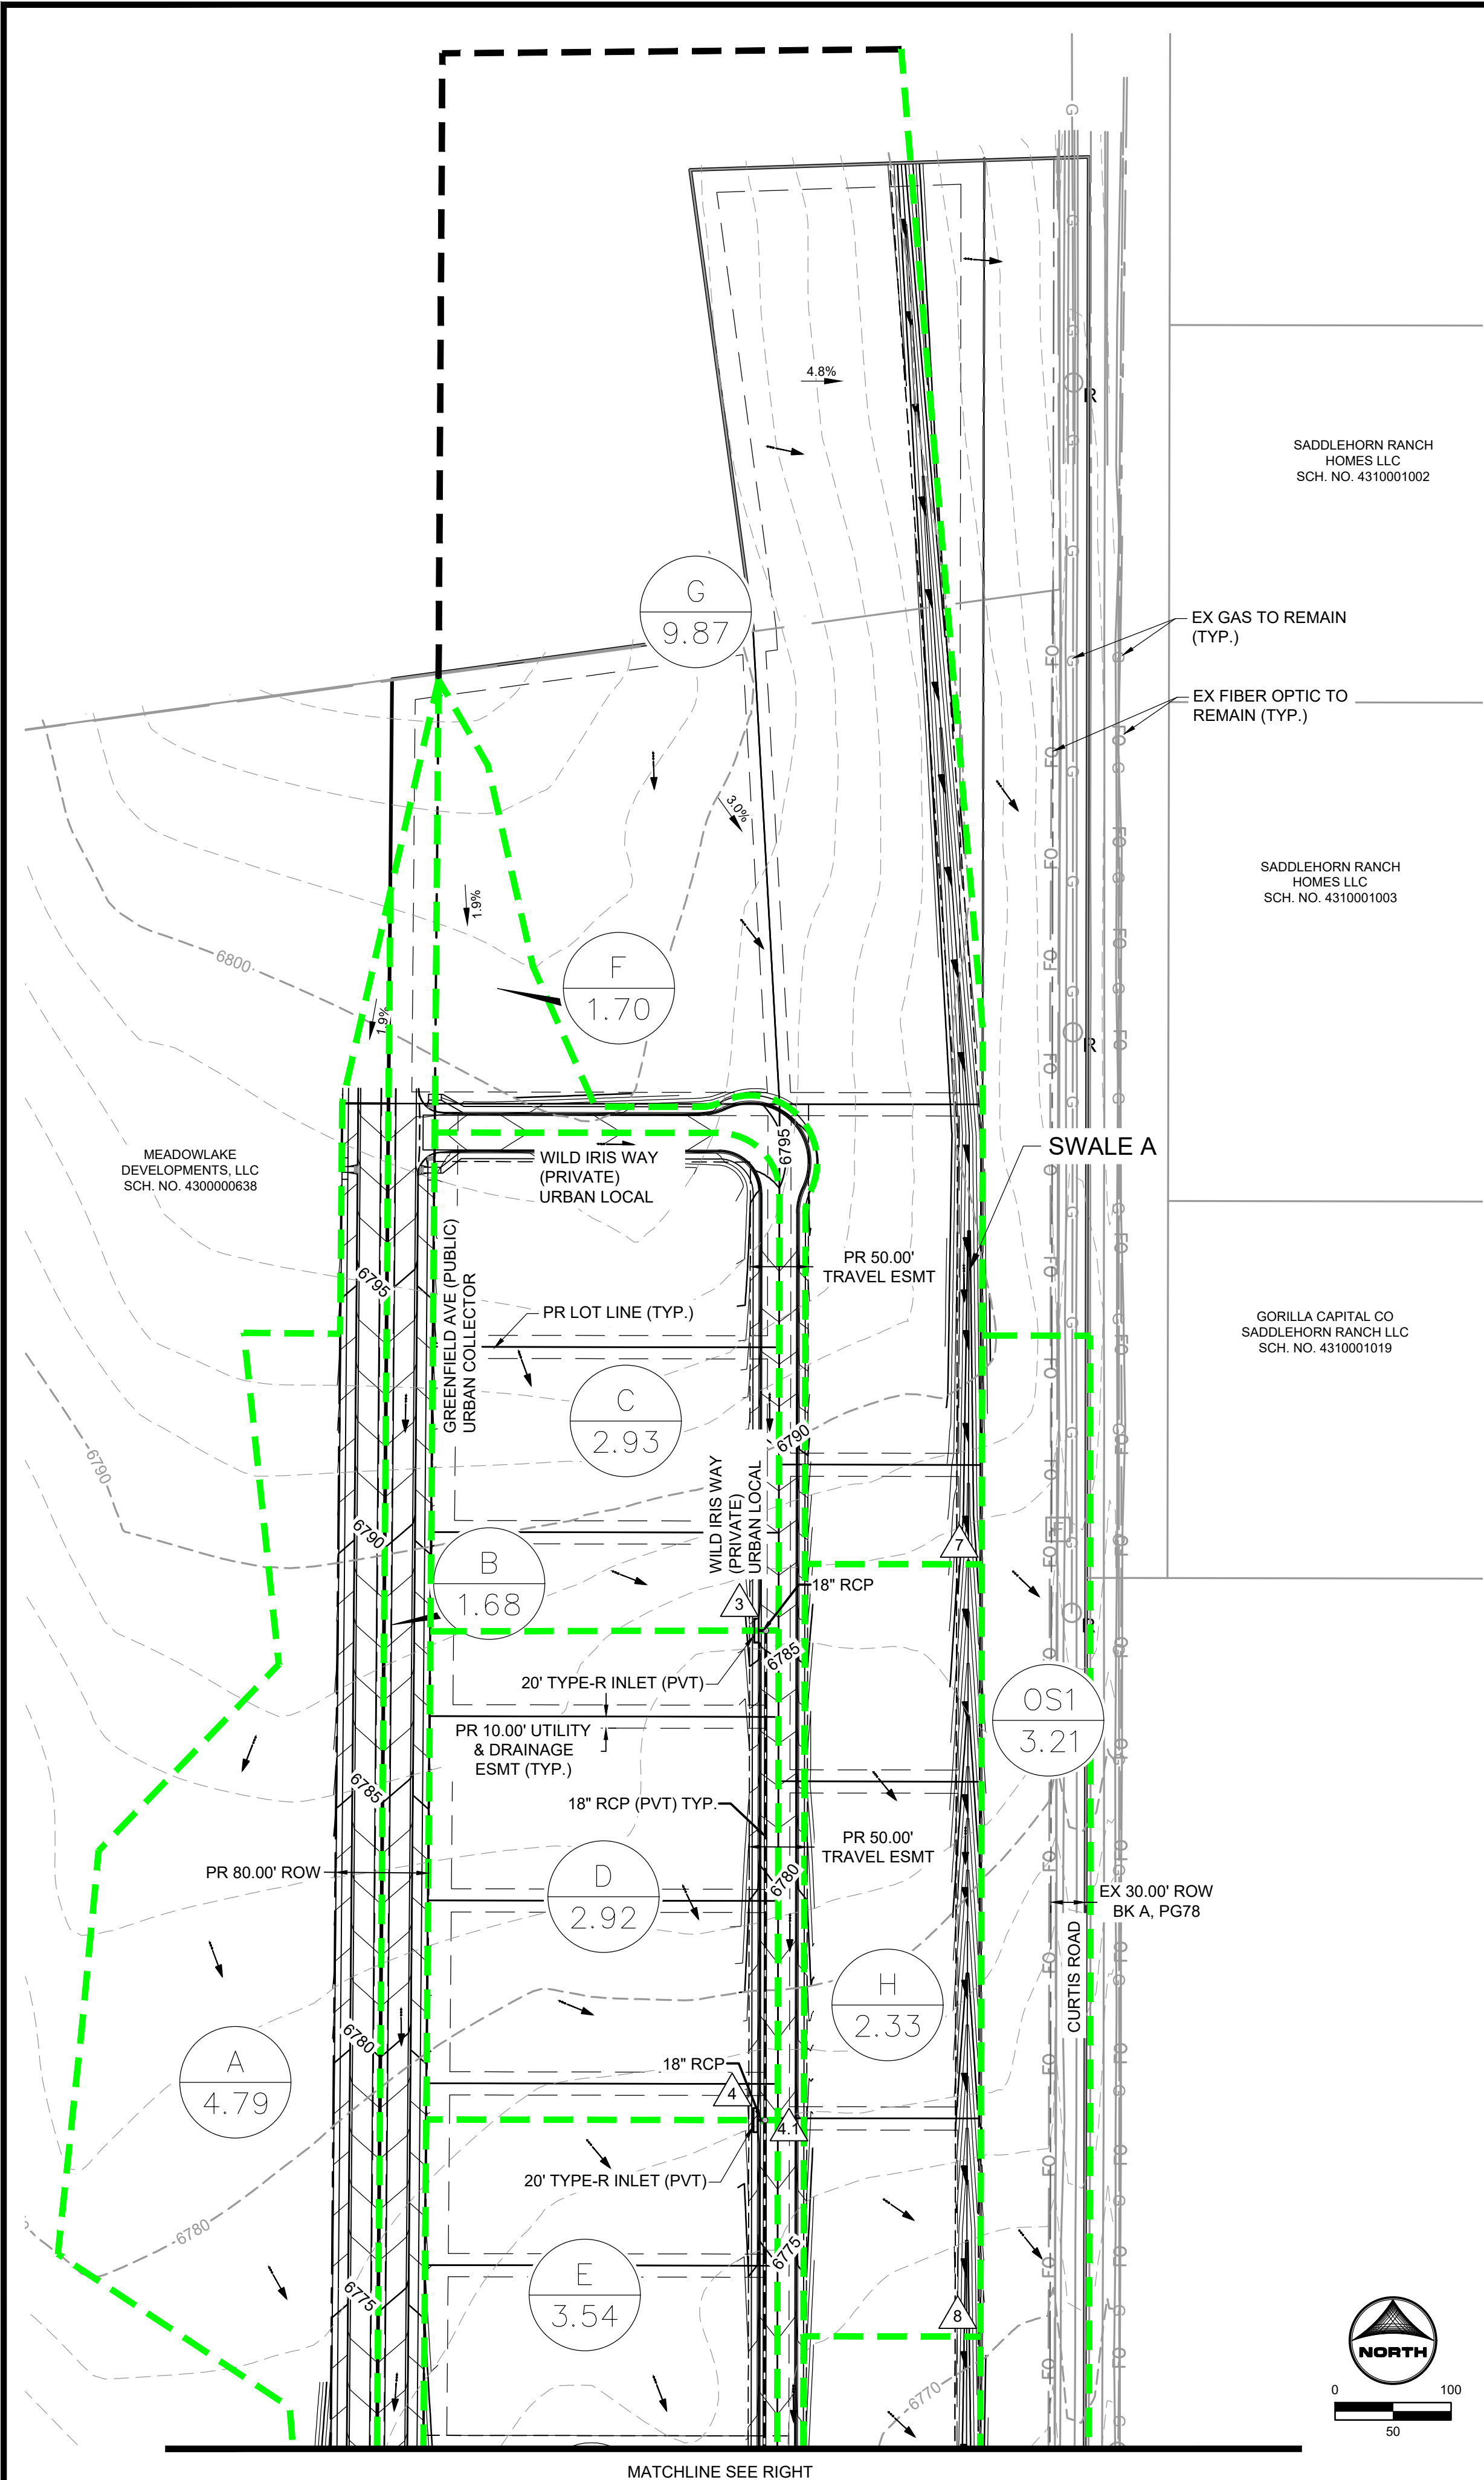 G
4.8%
R
SADDLEHORN RANCH
HOMES LLC
SCH. NO. 4310001002
G
9.87
EX GAS TO REMAIN
(TYP.)
FO
G
EX FIBER OPTIC TO
REMAIN (TYP.)
3.0%
1.9%
SADDLEHORN RANCH
HOMES LLC
SCH. NO. 4310001003
6800
F
1.70
1.9%
R
MEADOWLAKE
DEVELOPMENTS, LLC
SCH. NO. 4300000638
WILD IRIS WAY
(PRIVATE)
URBAN LOCAL
6795
SWALE A
PR 50.00'
TRAVEL ESMT
6795
GREENFIELD AVE (PUBLIC)
URBAN COLLECTOR
PR LOT LINE (TYP.)
GORILLA CAPITAL CO
SADDLEHORN RANCH LLC
SCH. NO. 4310001019
C
2.93
6790
6790
WILD IRIS WAY
(PRIVATE)
URBAN LOCAL
6790
7
B
1.68
18" RCP
3
R
6785
20' TYPE-R INLET (PVT)
OS1
3.21
PR 10.00' UTILITY
& DRAINAGE
ESMT (TYP.)
6785
18" RCP (PVT) TYP.
PR 50.00'
TRAVEL ESMT
PR 80.00' ROW
6780
D
2.92
EX 30.00' ROW
BK A, PG78
CURTIS ROAD
H
2.33
6780
A
4.79
18" RCP
4
4.1
20' TYPE-R INLET (PVT)
6780
6775
E
3.54
6775
8
6770
NORTH
0 100
50
MATCHLINE SEE RIGHT